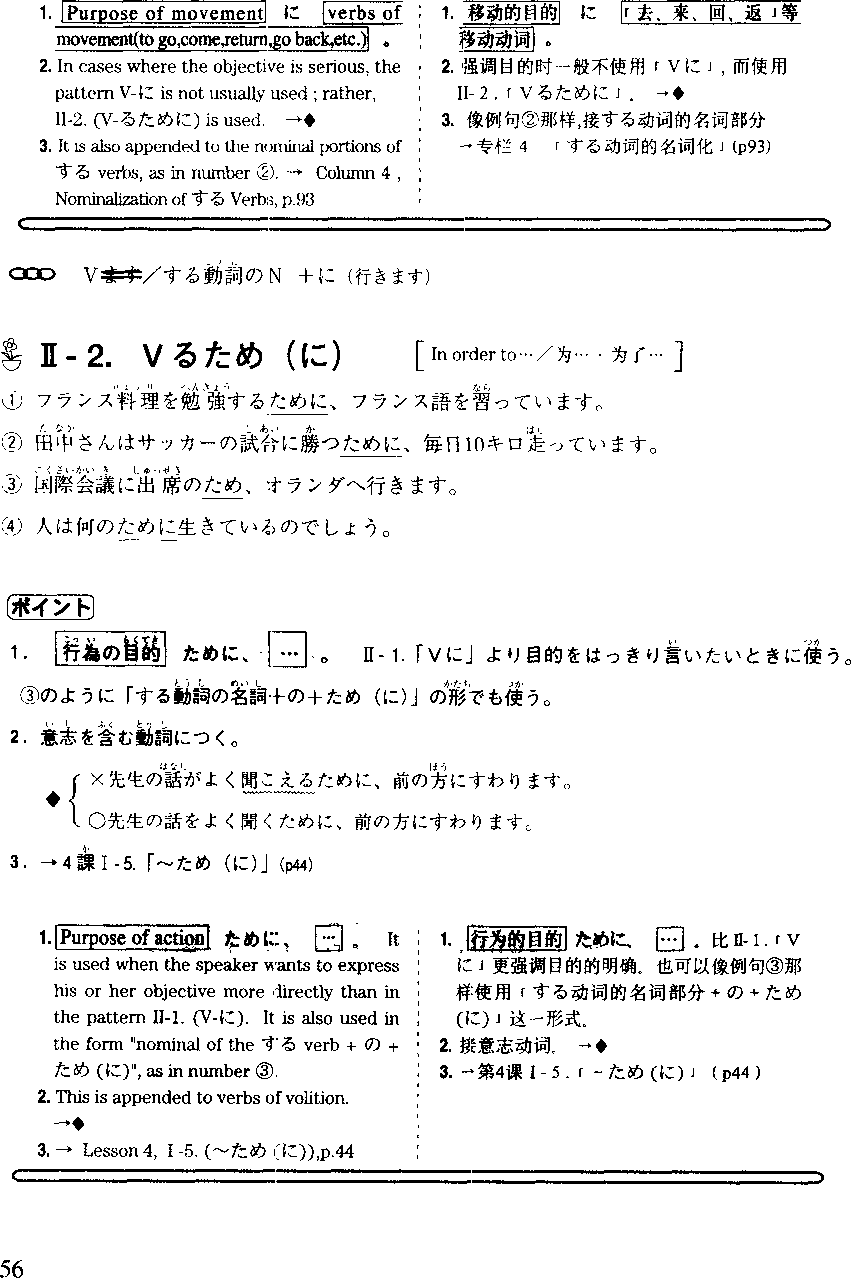 1. Purpose of movement に verbs of
movement(to go,come,return,go back,etc.) 。
2. In cases where the objective is serious, the
pattern V-に is not usually used ; rather,
II-2. (V-るために) is used. →◆
3. It is also appended to the nominal portions of
する verbs, as in number ②. → Column 4 ,
Nominalization of する Verbs, p.93
1. 移动的目的 に 「去、来、回、返」等
移动动词 。
2. 强调目的时一般不使用「Vに」, 而使用
II-2 .「Vるために」. →◆
3. 像例句②那样,接する动词的名词部分
→专栏 4 「する动词的名词化」(p93)
Vます/する動詞のN +に (行きます)
II-2. Vるため(に) [In order to…/为…・为了…]
① フランス料理を勉強するために、フランス語を習っています。
② 田中さんはサッカーの試合に勝つために、毎日10キロ走っています。
③ 国際会議に出席のため、オランダへ行きます。
④ 人は何のために生きているのでしょう。
ポイント
1. 行為の目的 ために、 … 。 II-1.「Vに」より目的をはっきり言いたいときに使う。
③のように「する動詞の名詞+の+ため(に)」の形でも使う。
2. 意志を含む動詞につく。
◆ ×先生の話がよく聞こえるために、前の方にすわります。
○先生の話をよく聞くために、前の方にすわります。
3. →4課 I-5.「～ため(に)」(p44)
1. Purpose of action ために、 … 。 It
is used when the speaker wants to express
his or her objective more directly than in
the pattern II-1. (V-に). It is also used in
the form "nominal of the する verb + の +
ため (に)", as in number ③.
2. This is appended to verbs of volition.
→◆
3. → Lesson 4, I-5. (～ため (に)),p.44
1. 行为的目的 ために、 … 。比 II-1.「V
に」更强调目的的明确。也可以像例句③那
样使用「する动词的名词部分+の+ため
(に)」这一形式。
2. 接意志动词. →◆
3. →第4课 I-5.「~ため(に)」(p44)
56